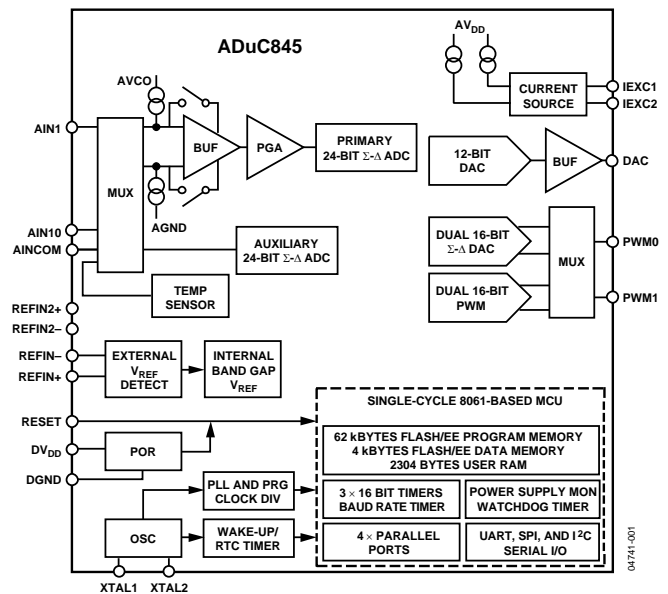 ADuC845
AVDD
AVCO
CURRENT
SOURCE
IEXC1
IEXC2
AIN1
MUX
BUF
PGA
PRIMARY
24-BIT Σ-Δ ADC
12-BIT
DAC
BUF
DAC
AGND
AIN10
AINCOM
AUXILIARY
24-BIT Σ-Δ ADC
DUAL 16-BIT
Σ-Δ DAC
MUX
PWM0
TEMP
SENSOR
DUAL 16-BIT
PWM
PWM1
REFIN2+
REFIN2–
REFIN–
REFIN+
EXTERNAL
VREF
DETECT
INTERNAL
BAND GAP
VREF
RESET
DVDD
DGND
POR
SINGLE-CYCLE 8061-BASED MCU
62 kBYTES FLASH/EE PROGRAM MEMORY
4 kBYTES FLASH/EE DATA MEMORY
2304 BYTES USER RAM
PLL AND PRG
CLOCK DIV
3 × 16 BIT TIMERS
BAUD RATE TIMER
POWER SUPPLY MON
WATCHDOG TIMER
OSC
WAKE-UP/
RTC TIMER
4 × PARALLEL
PORTS
UART, SPI, AND I2C
SERIAL I/O
XTAL1
XTAL2
04741-001